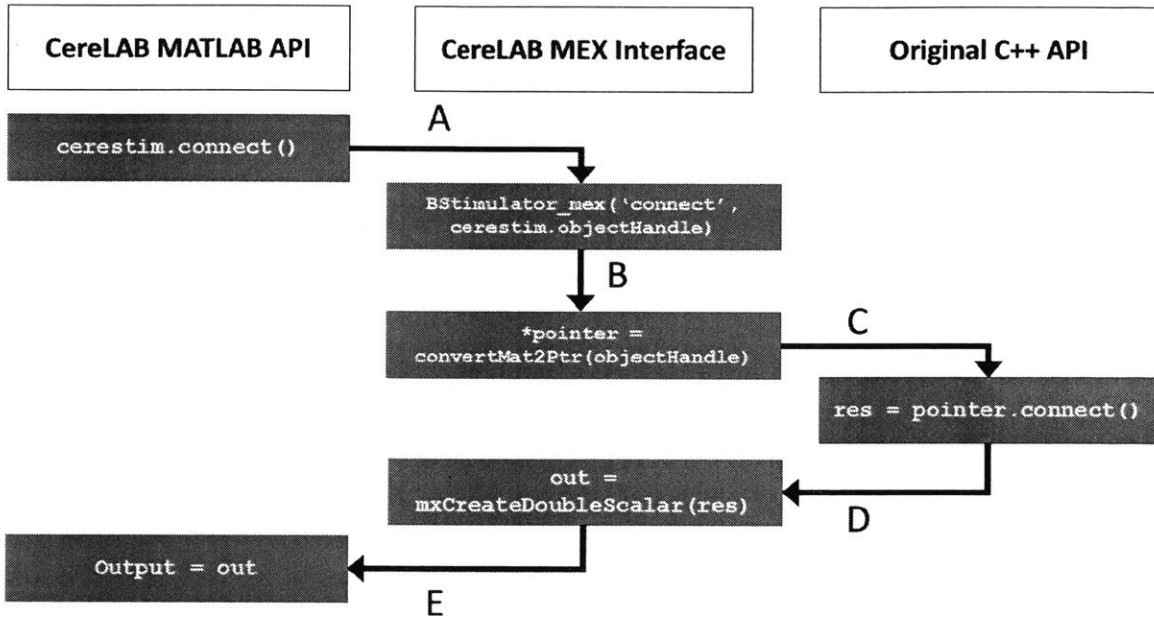 CereLAB MATLAB API
CereLAB MEX Interface
Original C++ API
A
cerestim.connect()
BStimulator_mex(‘connect’,
cerestim.objectHandle)
B
*pointer =
convertMat2Ptr(objectHandle)
C
res = pointer.connect()
out =
mxCreateDoubleScalar(res)
D
Output = out
E